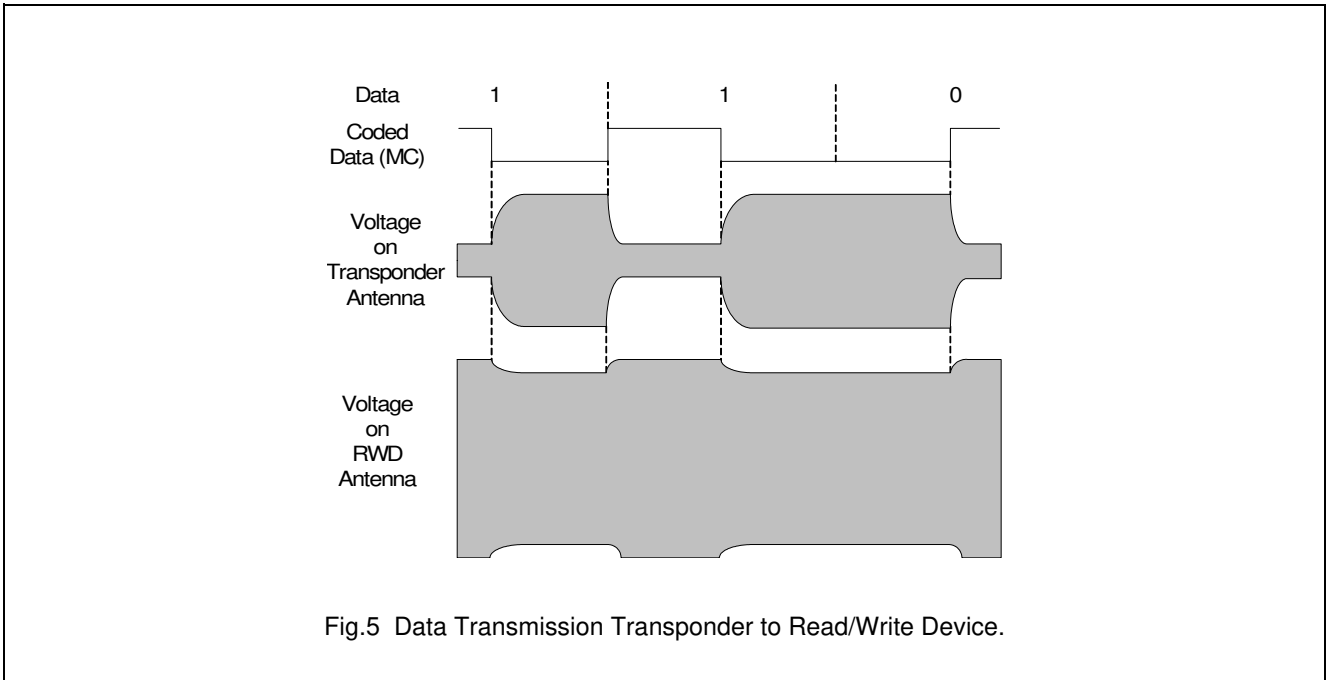 Data 1 1 0
Coded
Data (MC)
Voltage
on
Transponder
Antenna
Voltage
on
RWD
Antenna
Fig.5 Data Transmission Transponder to Read/Write Device.